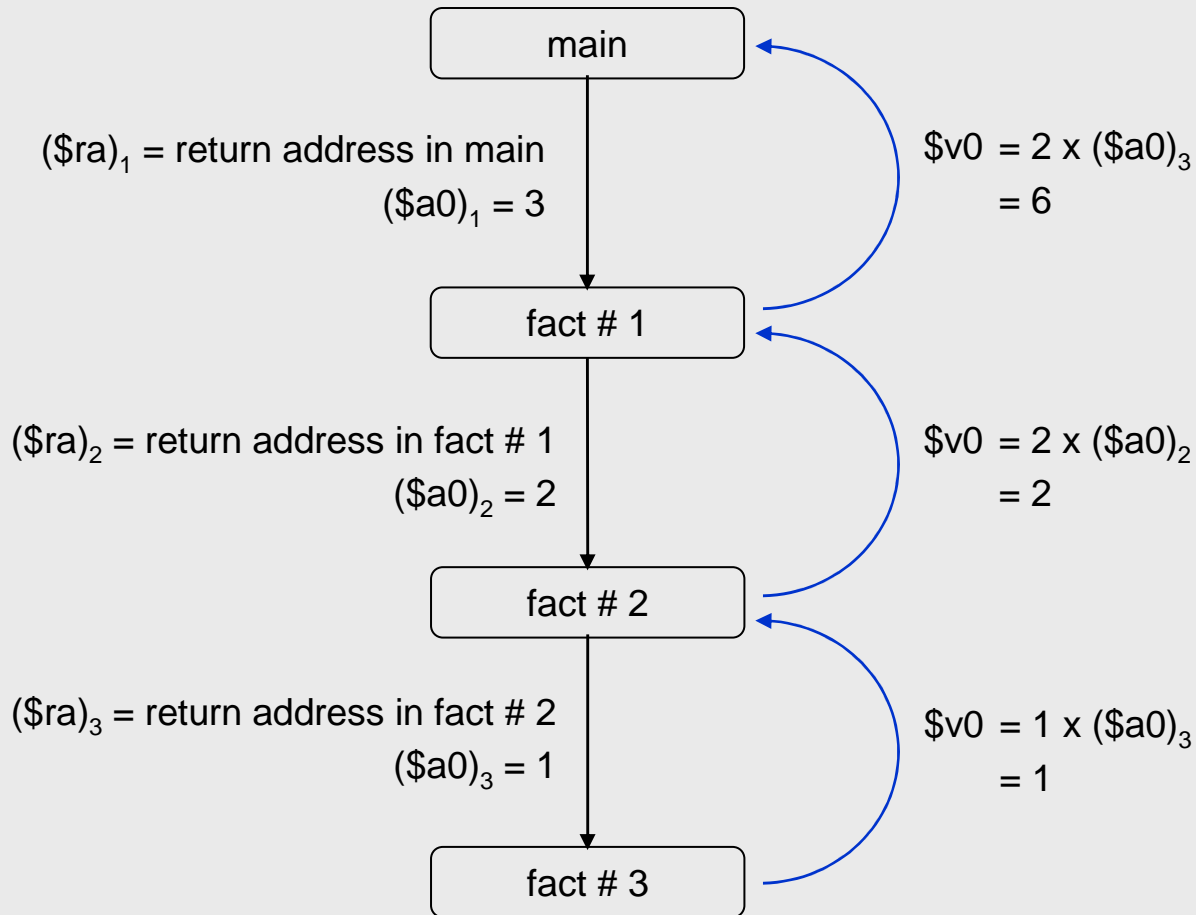 main
($ra)₁ = return address in main
($a0)₁ = 3
$v0 = 2 x ($a0)₃
= 6
fact # 1
($ra)₂ = return address in fact # 1
($a0)₂ = 2
$v0 = 2 x ($a0)₂
= 2
fact # 2
($ra)₃ = return address in fact # 2
($a0)₃ = 1
$v0 = 1 x ($a0)₃
= 1
fact # 3